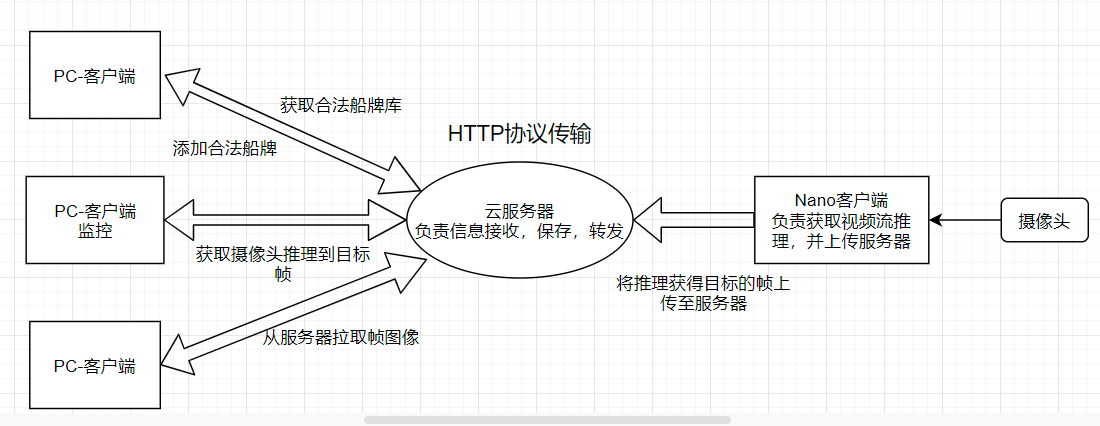 PC-客户端
获取合法船牌库
添加合法船牌
PC-客户端
监控
获取摄像头推理到目标
帧
PC-客户端
从服务器拉取帧图像
HTTP协议传输
云服务器
负责信息接收，保存，转发
将推理获得目标的帧上
传至服务器
Nano客户端
负责获取视频流推
理，并上传服务器
摄像头